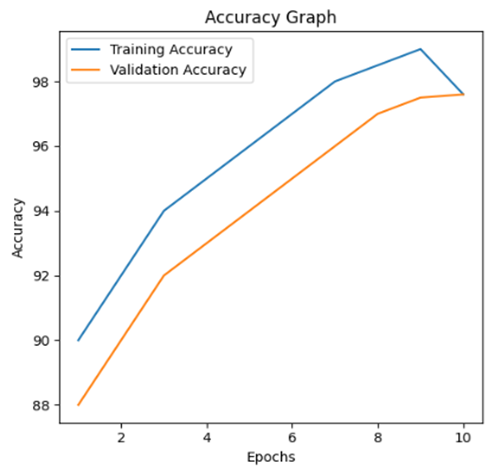 Accuracy Graph
Training Accuracy
Validation Accuracy
Accuracy
98
96
94
92
90
88
2 4 6 8 10
Epochs